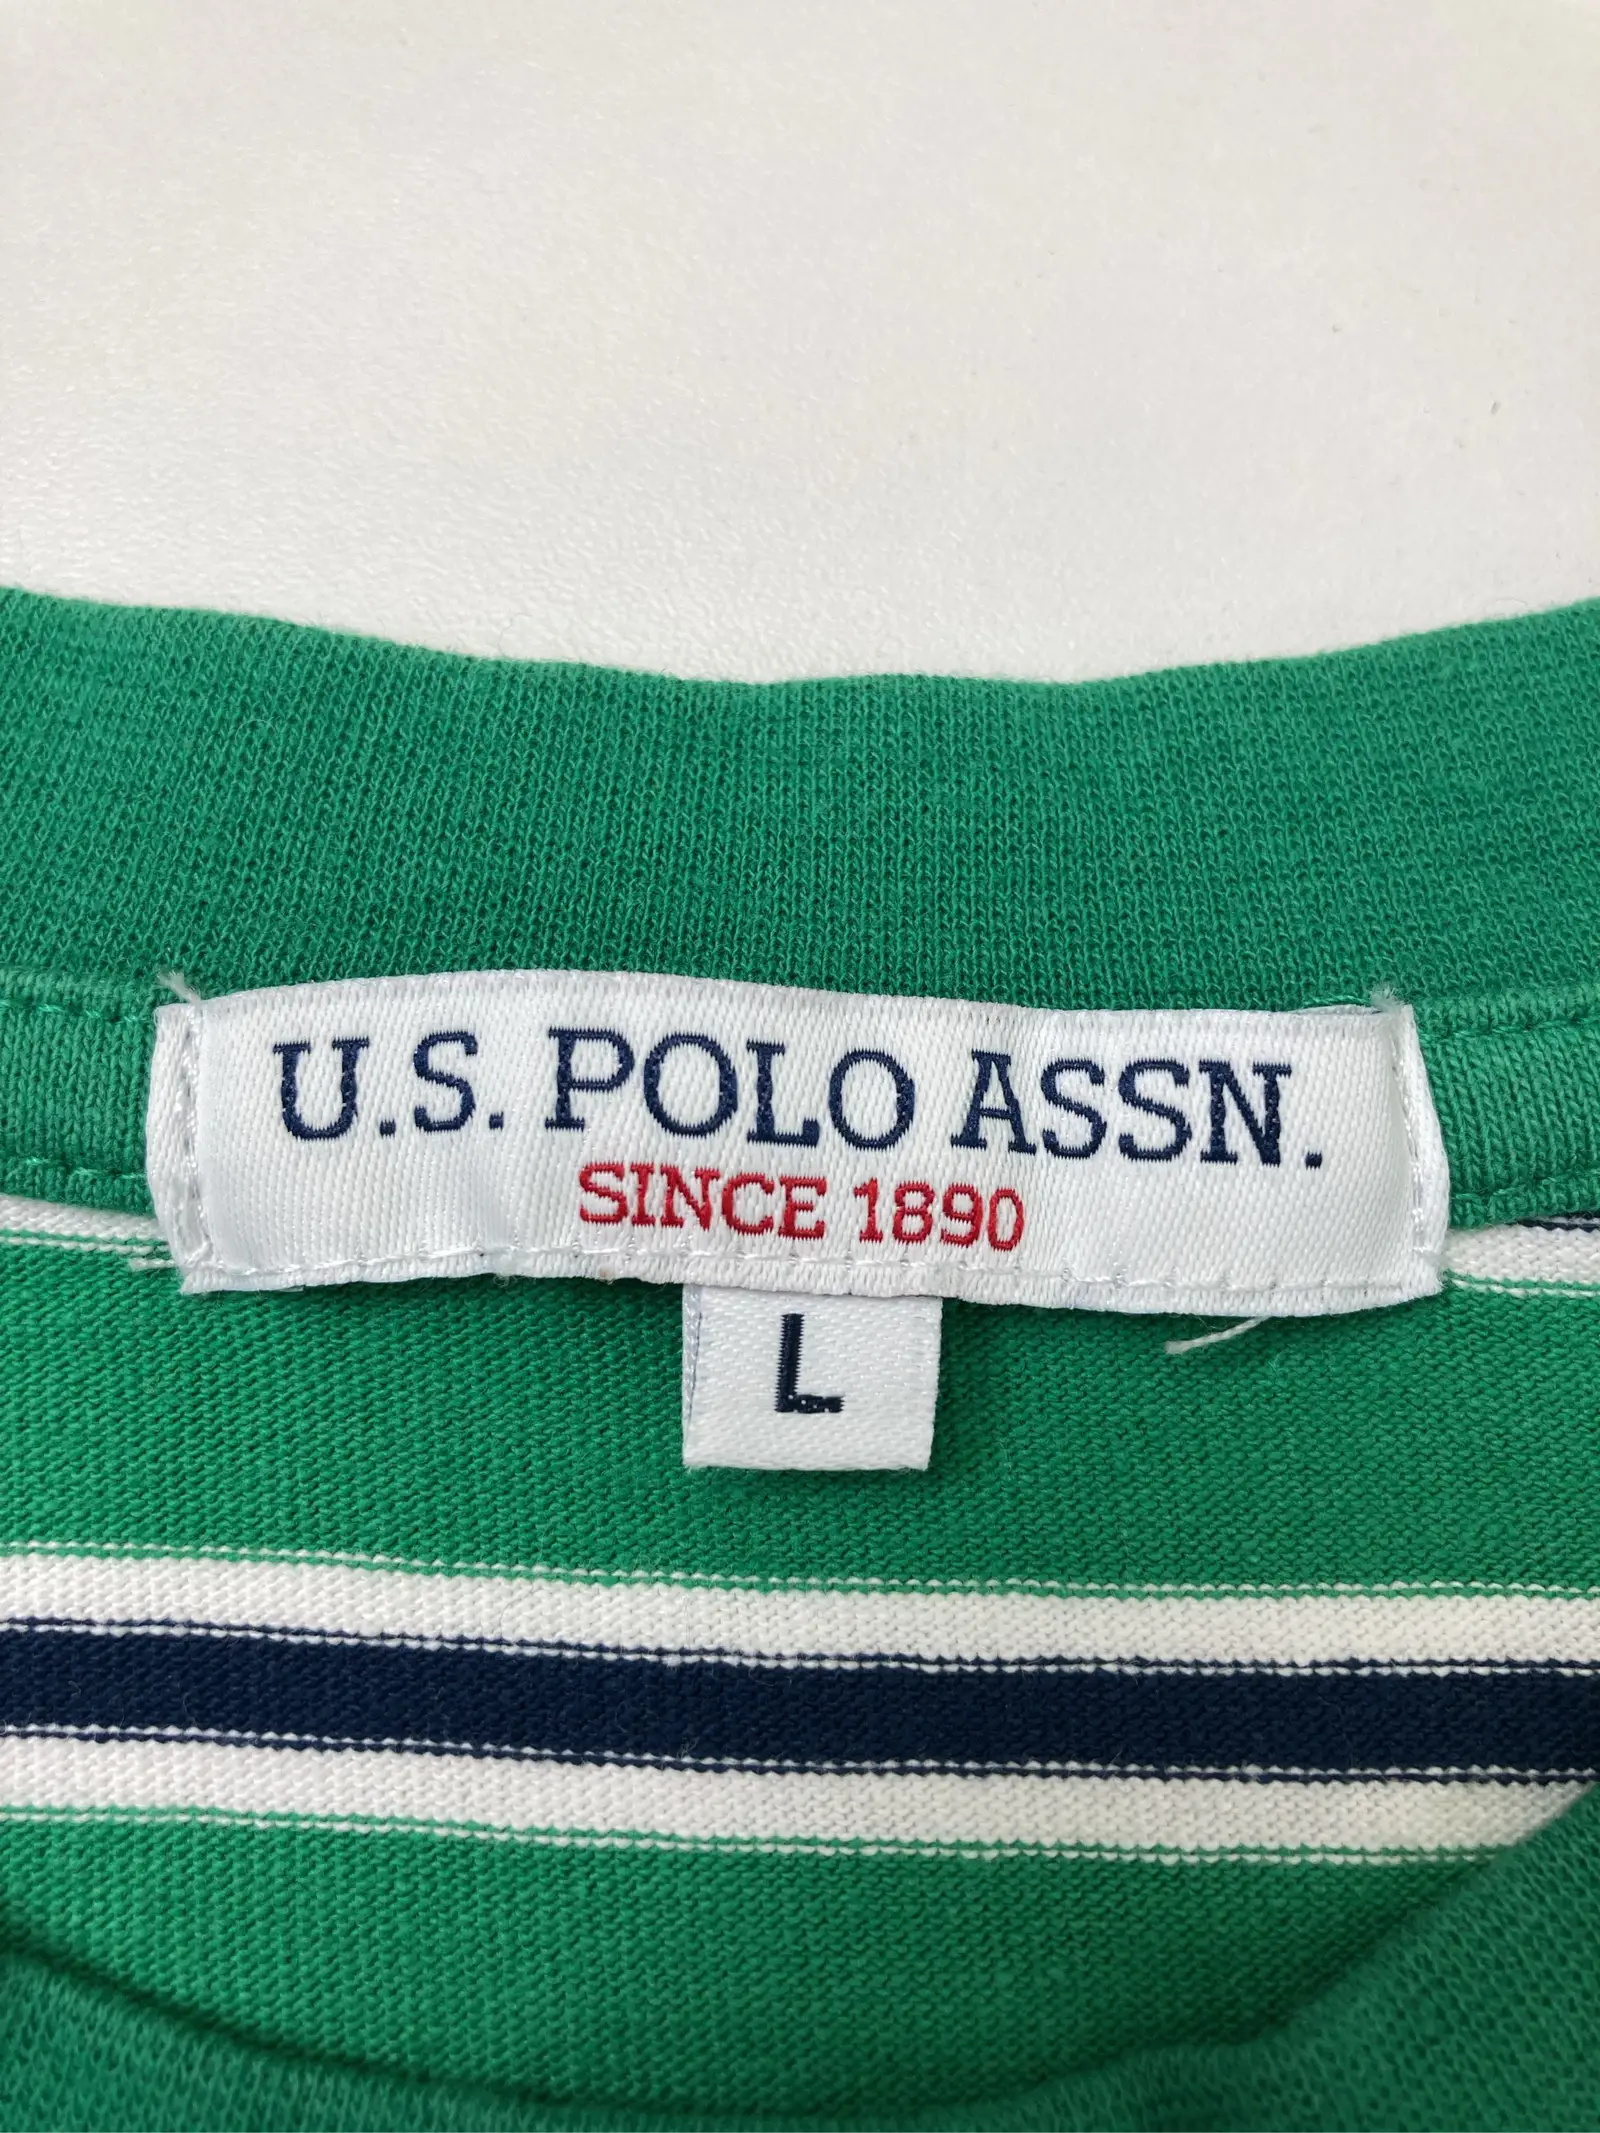 U.S. POLO ASSN.
SINCE 1890
L